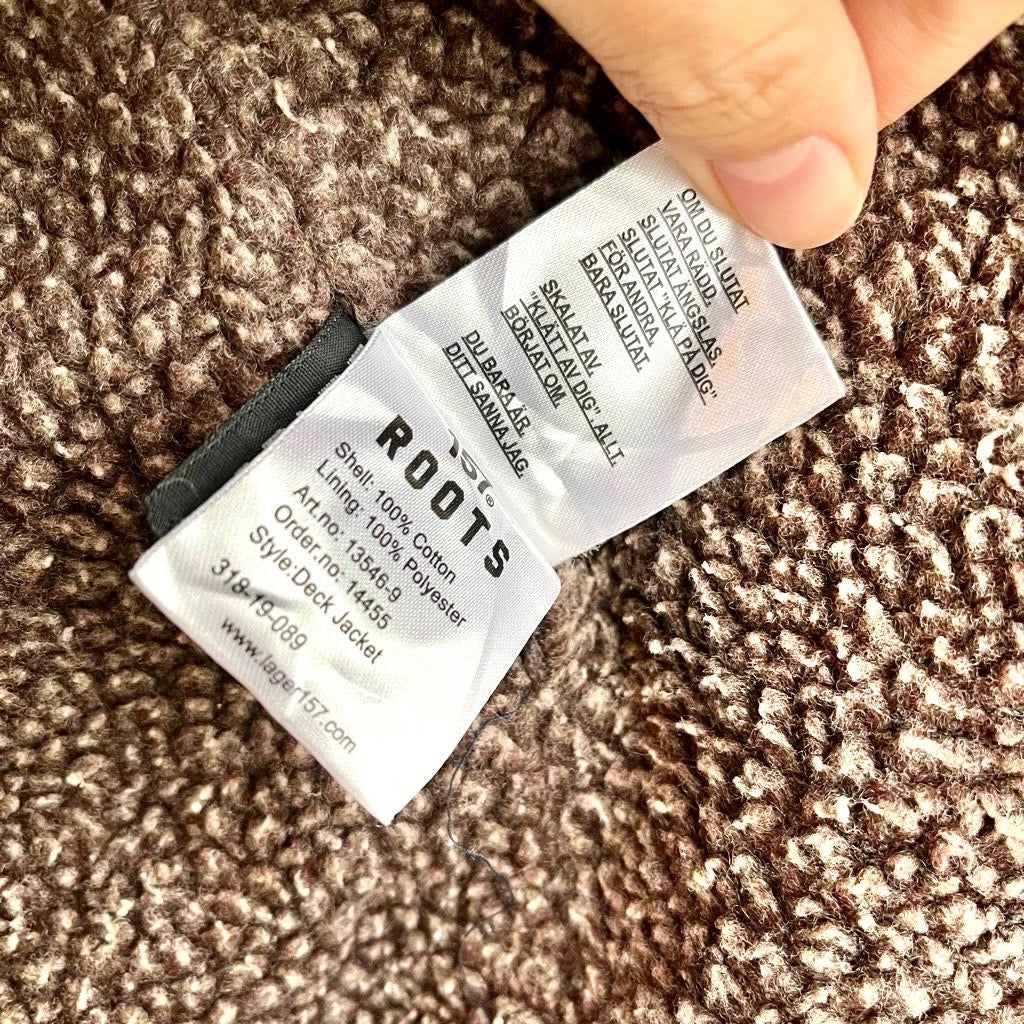 OM DU SLUTAT
VARA RÄDD.
SLUTAT ÄNGSLAS
SLUTAT "KLÄ PÅ DIG"
FÖR ANDRA.
BARA SLUTAT.
SKALAT AV.
"KLÄTT AV DIG" ALLT.
BÖRJAT OM.
DU BARA ÄR.
DITT SANNA JAG.
157®
ROOTS
Shell: 100% Cotton
Lining: 100% Polyester
Art.no: 13546-9
Order.no: 14455
Style:Deck Jacket
318-19-089
www.lager157.com